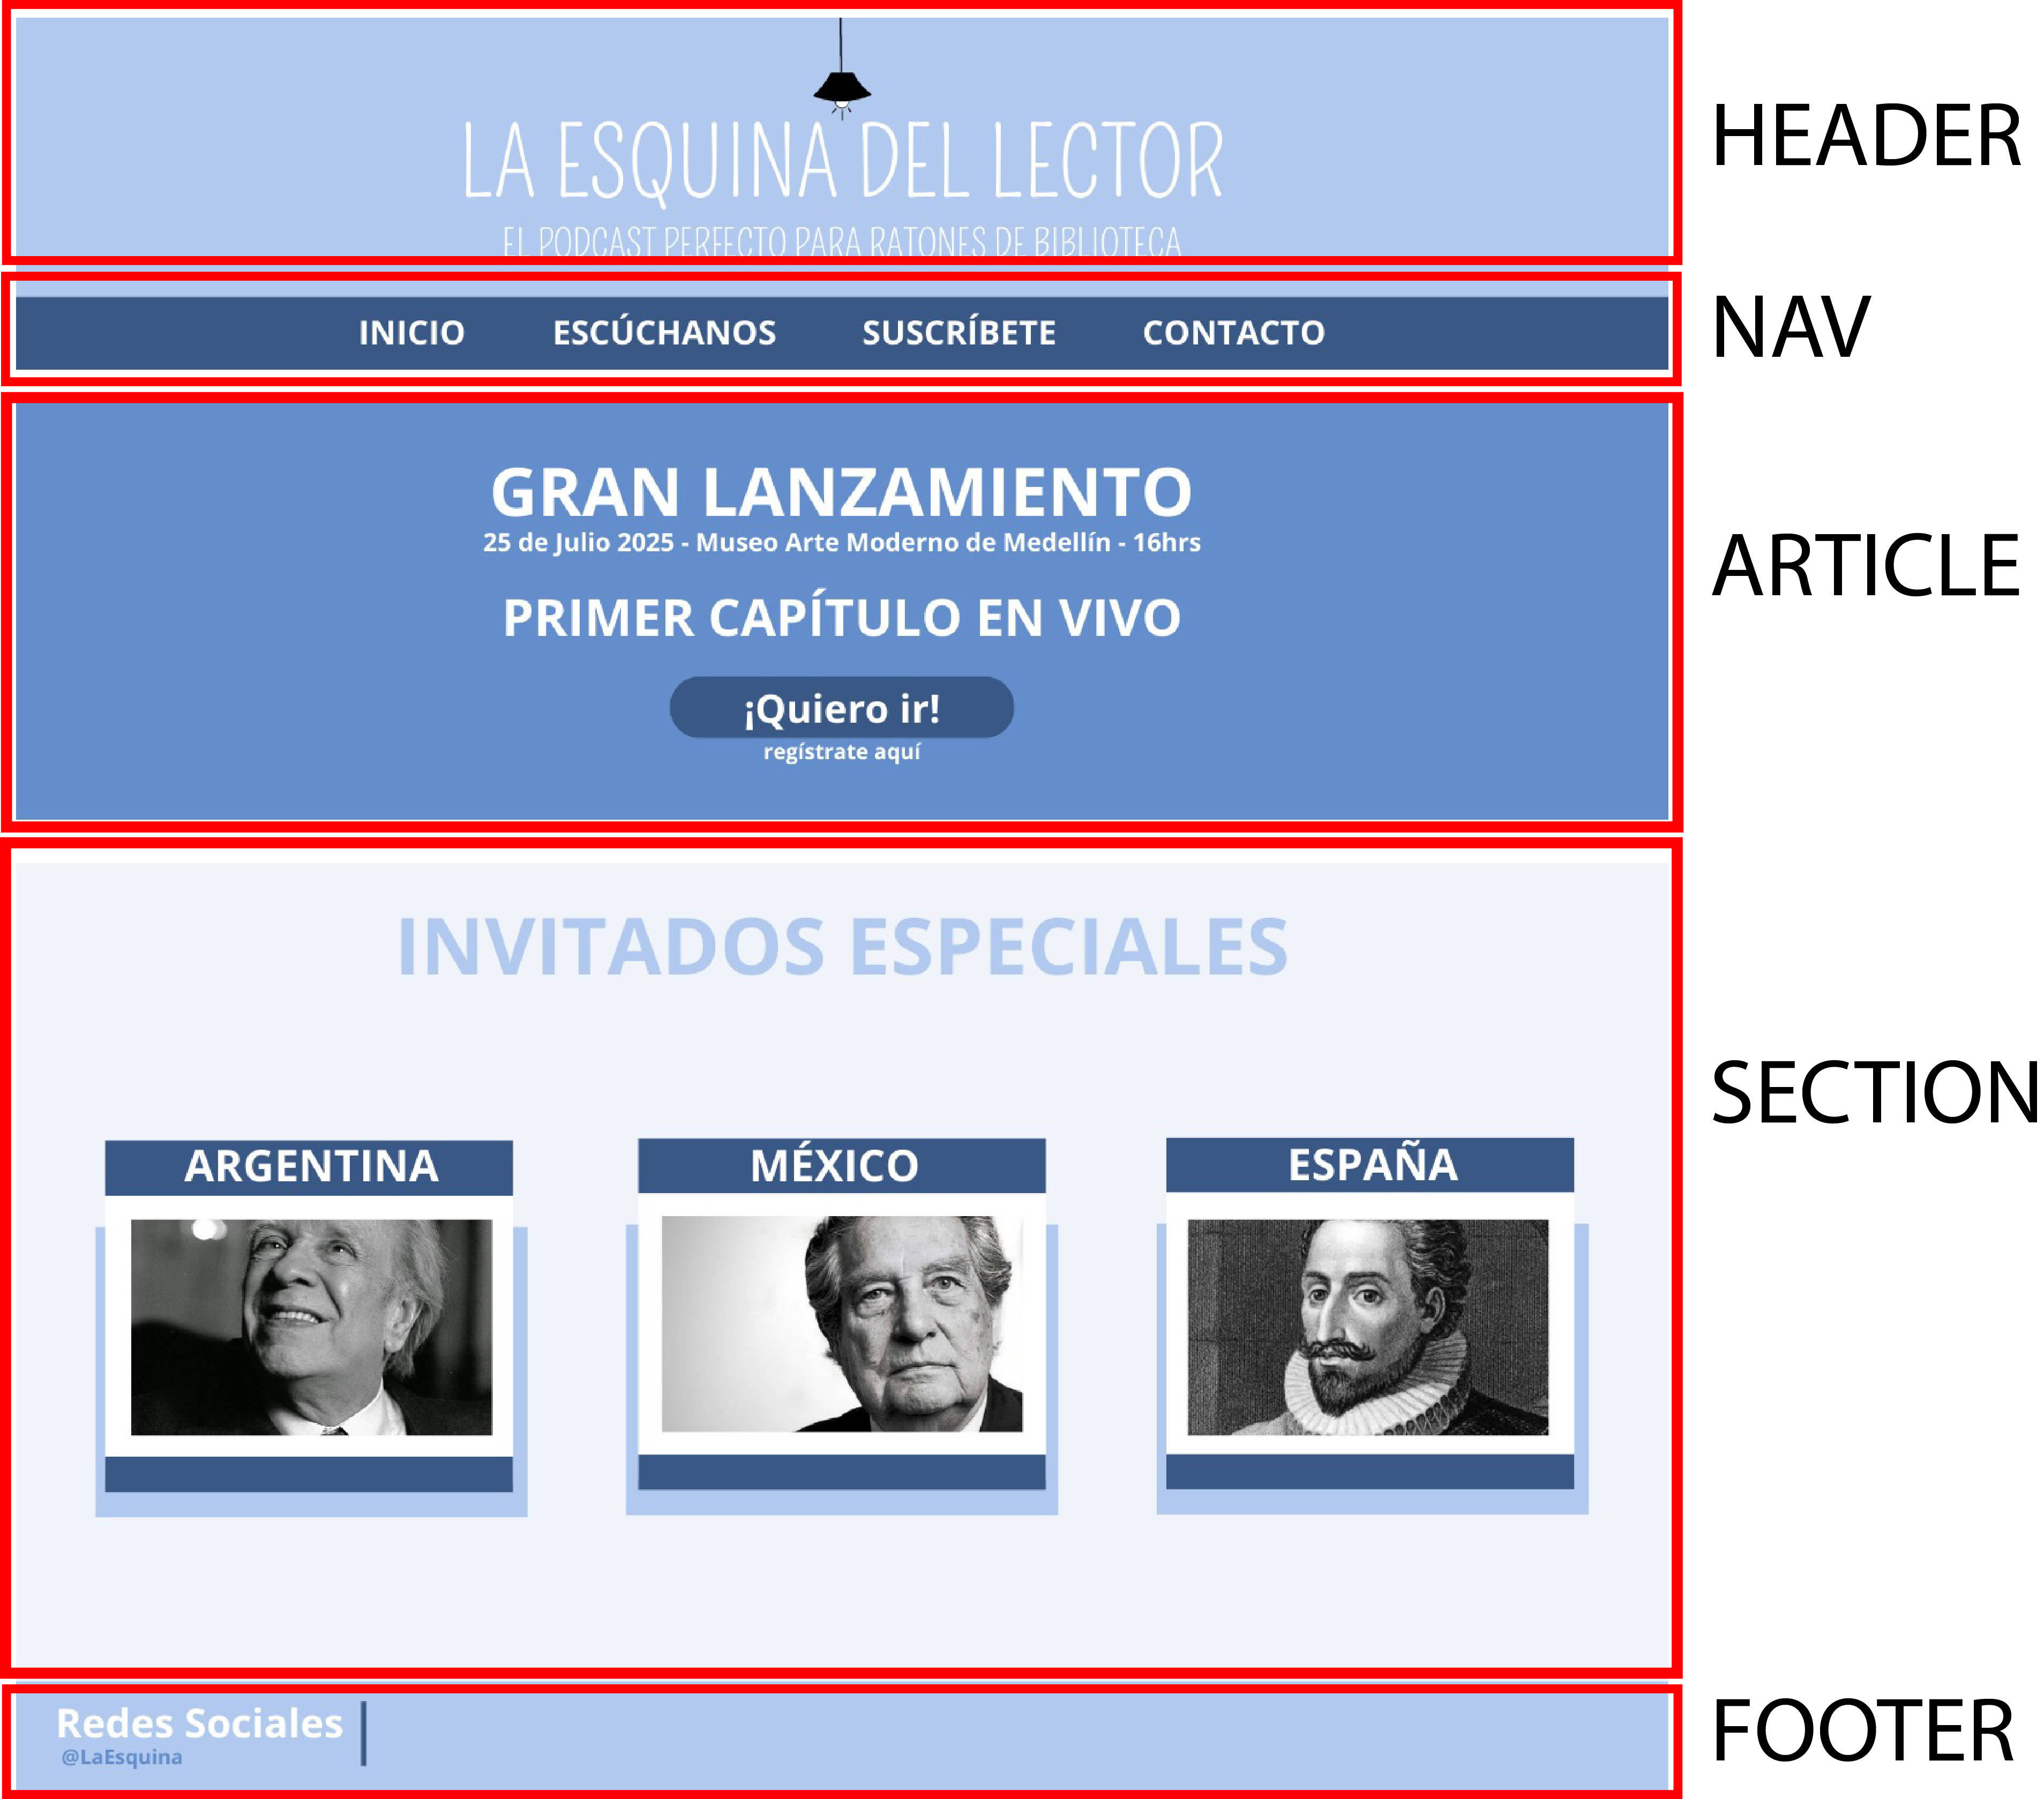 LA ESQUINA DEL LECTOR
EL PODCAST PERFECTO PARA RATONES DE BIBLIOTECA
HEADER
INICIO ESCÚCHANOS SUSCRÍBETE CONTACTO
NAV
GRAN LANZAMIENTO
25 de Julio 2025 - Museo Arte Moderno de Medellín - 16hrs
PRIMER CAPÍTULO EN VIVO
¡Quiero ir!
regístrate aquí
ARTICLE
INVITADOS ESPECIALES
ARGENTINA MÉXICO ESPAÑA
SECTION
Redes Sociales
@LaEsquina
FOOTER